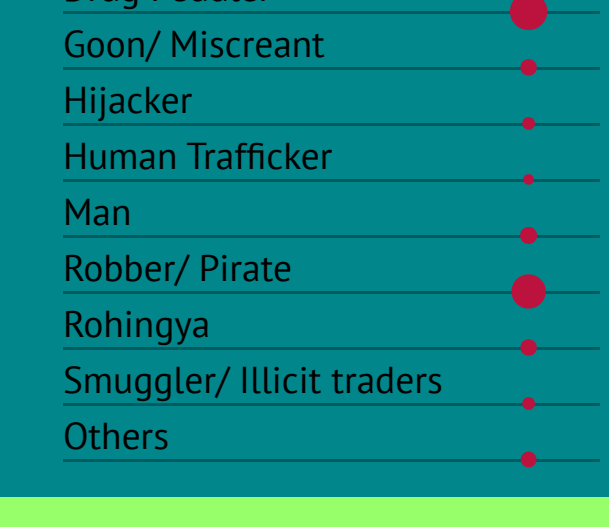 Goon/ Miscreant
Hijacker
Human Trafficker
Man
Robber/ Pirate
Rohingya
Smuggler/ Illicit traders
Others